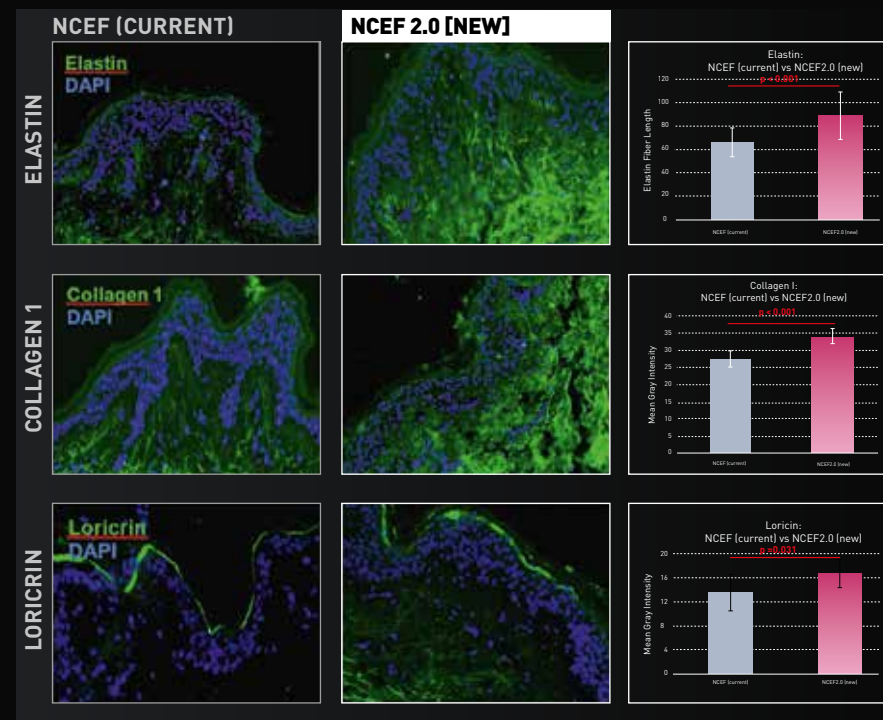 NCEF (CURRENT)
NCEF 2.0 [NEW]
ELASTIN
Elastin
DAPI
Elastin:
NCEF (current) vs NCEF2.0 (new)
p < 0.001
Elastin Fiber Length
120
100
80
60
40
20
0
NCEF (current)
NCEF2.0 (new)
COLLAGEN 1
Collagen 1
DAPI
Collagen I:
NCEF (current) vs NCEF2.0 (new)
p < 0.001
Mean Gray Intensity
40
35
30
25
20
15
10
5
0
NCEF (current)
NCEF2.0 (new)
LORICRIN
Loricrin
DAPI
Loricin:
NCEF (current) vs NCEF2.0 (new)
p =0.031
Mean Gray Intensity
20
16
12
8
4
0
NCEF (current)
NCEF2.0 (new)